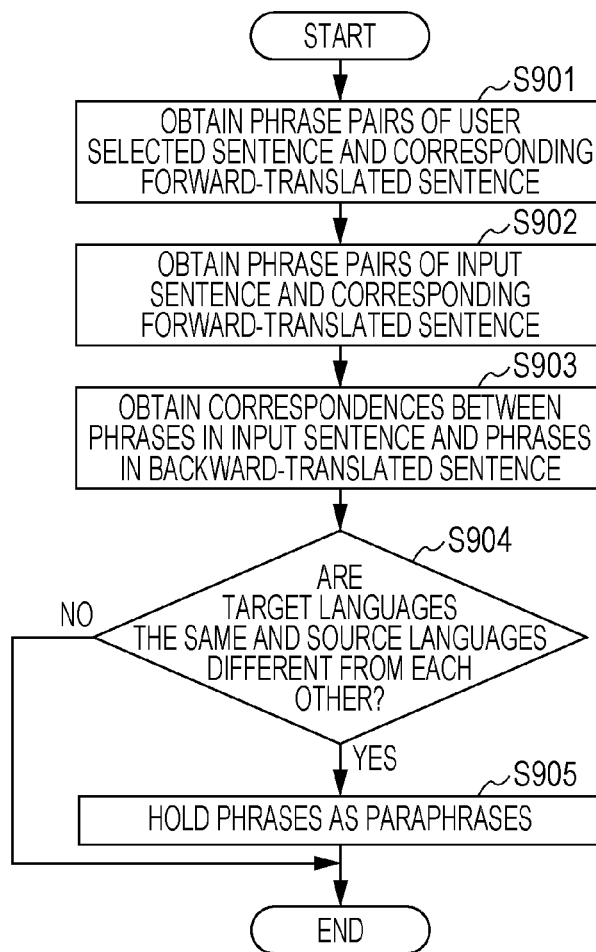 START
S901
OBTAIN PHRASE PAIRS OF USER
SELECTED SENTENCE AND CORRESPONDING
FORWARD-TRANSLATED SENTENCE
S902
OBTAIN PHRASE PAIRS OF INPUT
SENTENCE AND CORRESPONDING
FORWARD-TRANSLATED SENTENCE
S903
OBTAIN CORRESPONDENCES BETWEEN
PHRASES IN INPUT SENTENCE AND PHRASES
IN BACKWARD-TRANSLATED SENTENCE
S904
ARE
TARGET LANGUAGES
THE SAME AND SOURCE LANGUAGES
DIFFERENT FROM EACH
OTHER?
NO
YES
S905
HOLD PHRASES AS PARAPHRASES
END